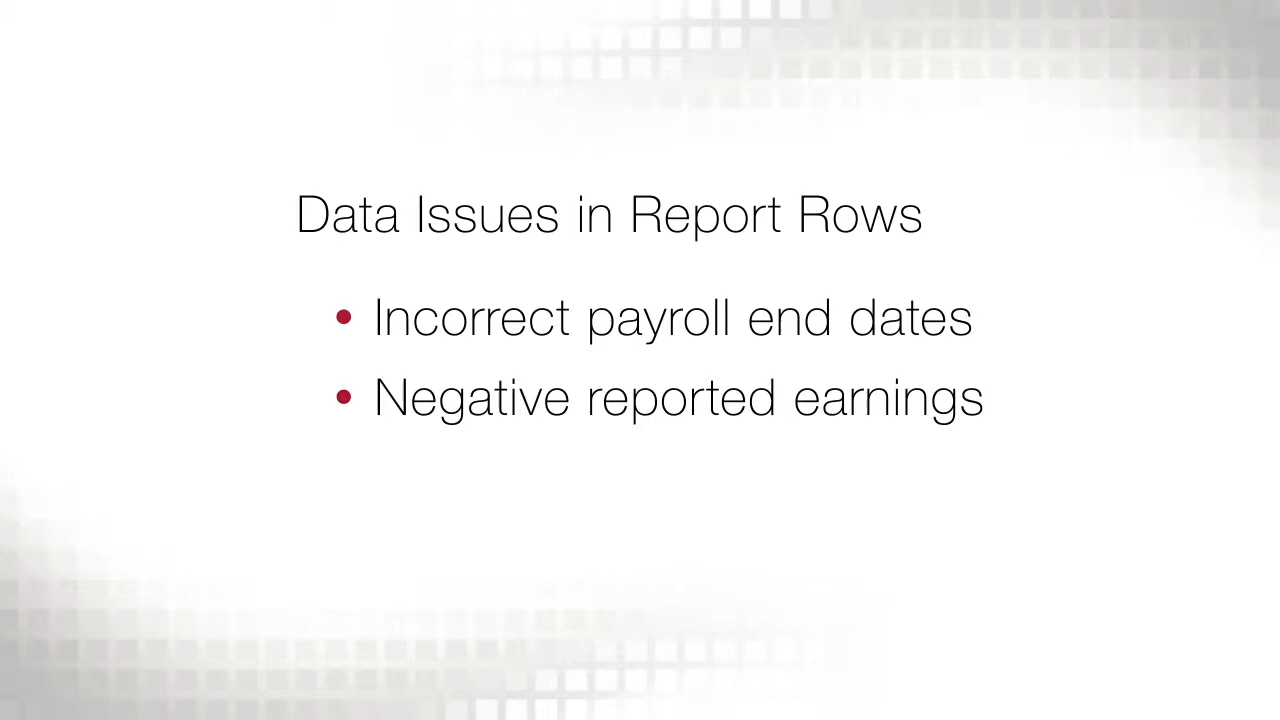 Data Issues in Report Rows
• Incorrect payroll end dates
• Negative reported earnings